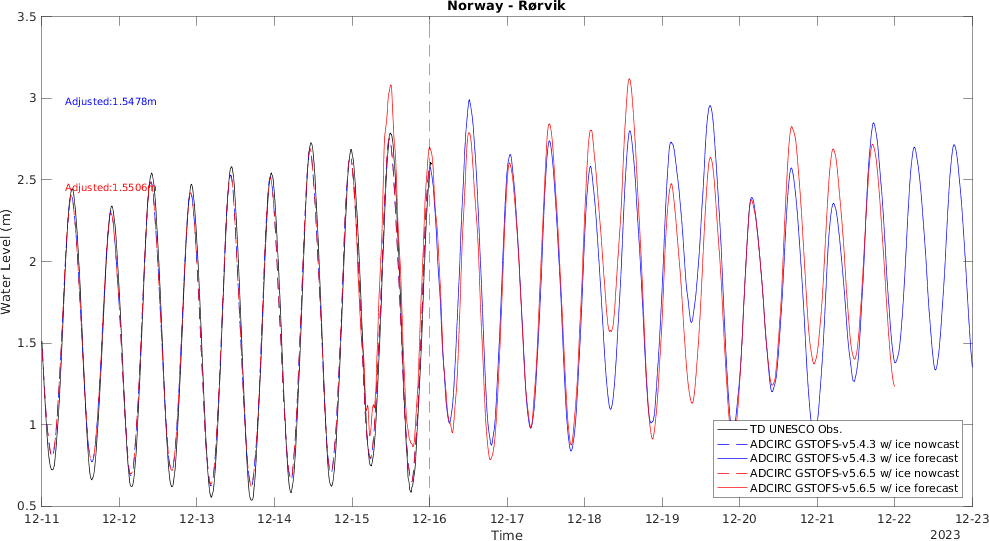 Norway - Rørvik
3.5
3
2.5
2
1.5
1
0.5
Water Level (m)
Adjusted:1.5478m
Adjusted:1.5506m
TD UNESCO Obs.
ADCIRC GSTOFS-v5.4.3 w/ ice nowcast
ADCIRC GSTOFS-v5.4.3 w/ ice forecast
ADCIRC GSTOFS-v5.6.5 w/ ice nowcast
ADCIRC GSTOFS-v5.6.5 w/ ice forecast
12-11 12-12 12-13 12-14 12-15 12-16 12-17 12-18 12-19 12-20 12-21 12-22 12-23
Time
2023